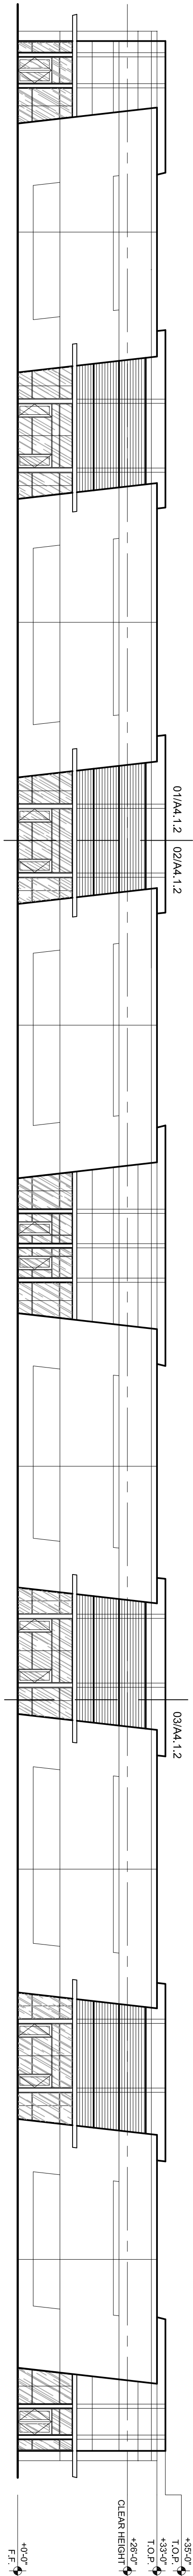 01/A4.1.2
02/A4.1.2
03/A4.1.2
+35'-0"
T.O.P.
+33'-0"
T.O.P.
+26'-0"
CLEAR HEIGHT
+0'-0"
F.F.